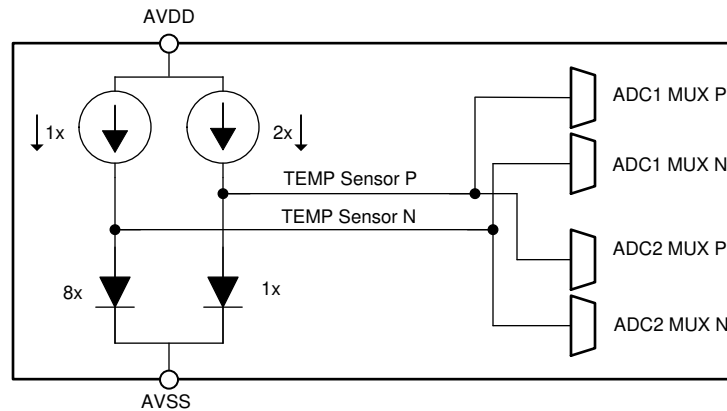 AVDD
1x
2x
ADC1 MUX P
ADC1 MUX N
TEMP Sensor P
TEMP Sensor N
ADC2 MUX P
8x
1x
ADC2 MUX N
AVSS